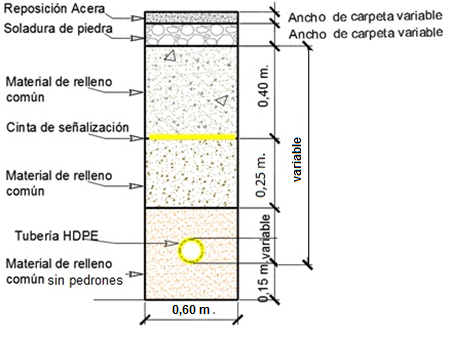 Reposición Acera
Soladura de piedra
Ancho de carpeta variable
Ancho de carpeta variable
Material de relleno
común
0,40 m.
Cinta de señalización
variable
Material de relleno
común
0,25 m.
Tubería HDPE
variable
Material de relleno
común sin pedrones
0,15 m.
0,60 m .